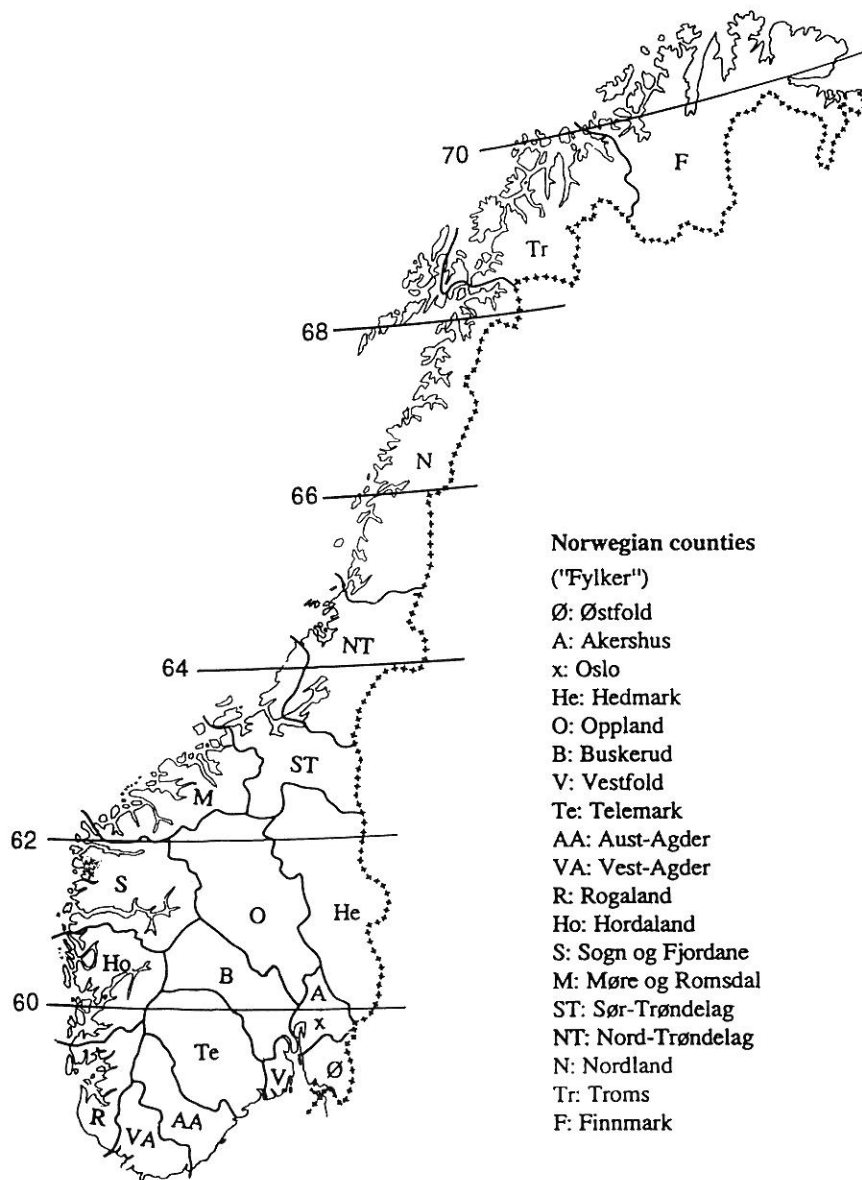 70
F
Tr
68
N
66
Norwegian counties
("Fylker")
Ø: Østfold
A: Akershus
x: Oslo
He: Hedmark
O: Oppland
B: Buskerud
V: Vestfold
Te: Telemark
AA: Aust-Agder
VA: Vest-Agder
R: Rogaland
Ho: Hordaland
S: Sogn og Fjordane
M: Møre og Romsdal
ST: Sør-Trøndelag
NT: Nord-Trøndelag
N: Nordland
Tr: Troms
F: Finnmark
NT
64
ST
M
62
S
O
He
Ho
B
60
A
x
Te
V
Ø
R
AA
VA